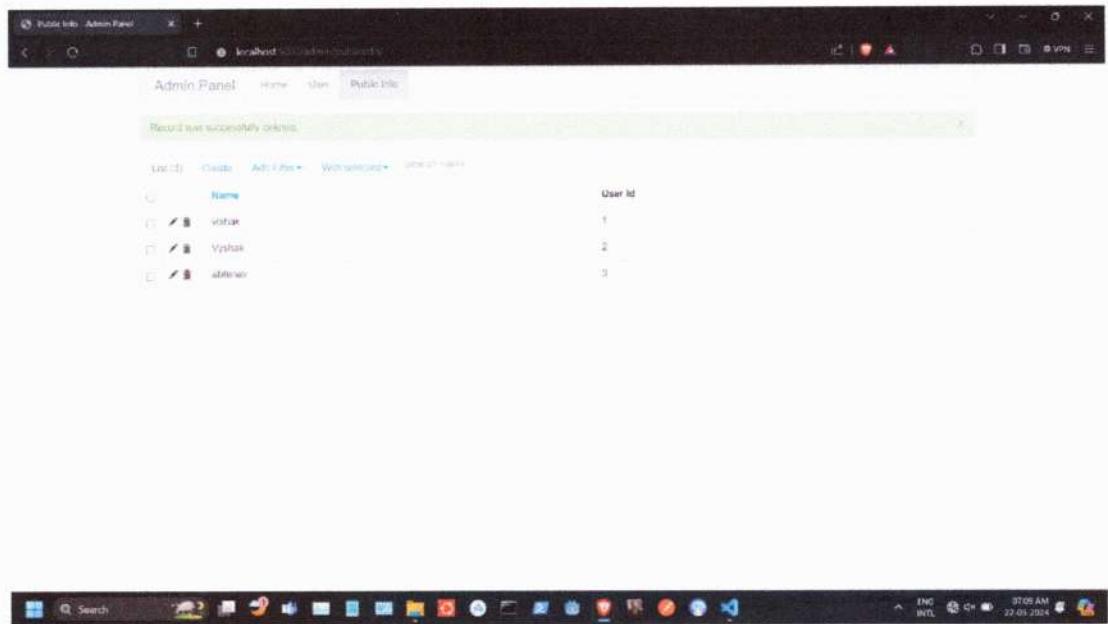 Public Info - Admin Panel
localhost
VPN
Admin Panel Home User Public Info
Record was successfully deleted.
List (3) Create Add Filter With selected
Name User Id
1
Vyshak 2
3
Search
ENG
INTL
07:09 AM
22-05-2024